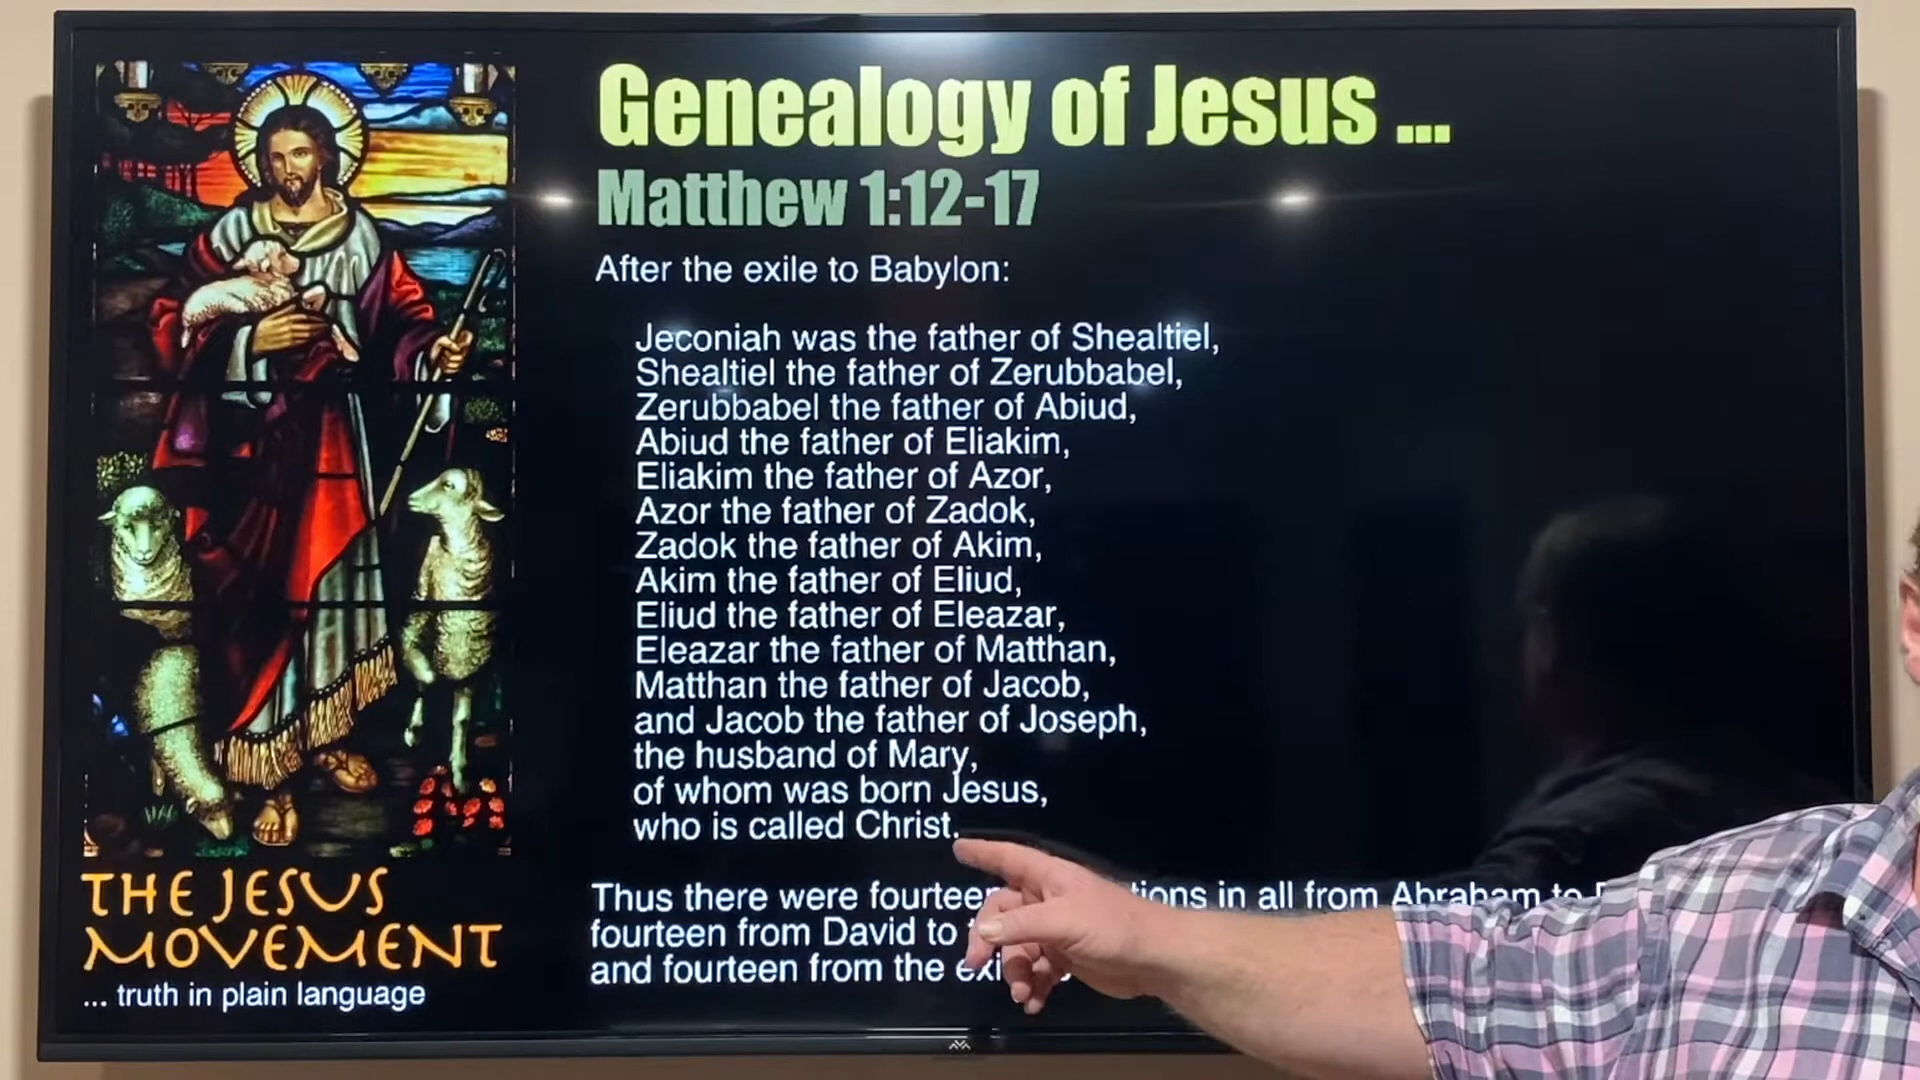 Genealogy of Jesus ...
Matthew 1:12-17
After the exile to Babylon:
Jeconiah was the father of Shealtiel,
Shealtiel the father of Zerubbabel,
Zerubbabel the father of Abiud,
Abiud the father of Eliakim,
Eliakim the father of Azor,
Azor the father of Zadok,
Zadok the father of Akim,
Akim the father of Eliud,
Eliud the father of Eleazar,
Eleazar the father of Matthan,
Matthan the father of Jacob,
and Jacob the father of Joseph,
the husband of Mary,
of whom was born Jesus,
who is called Christ.
Thus there were in all from Abraham to
fourteen from David to
and fourteen from the
THE JESUS
MOVEMENT
... truth in plain language